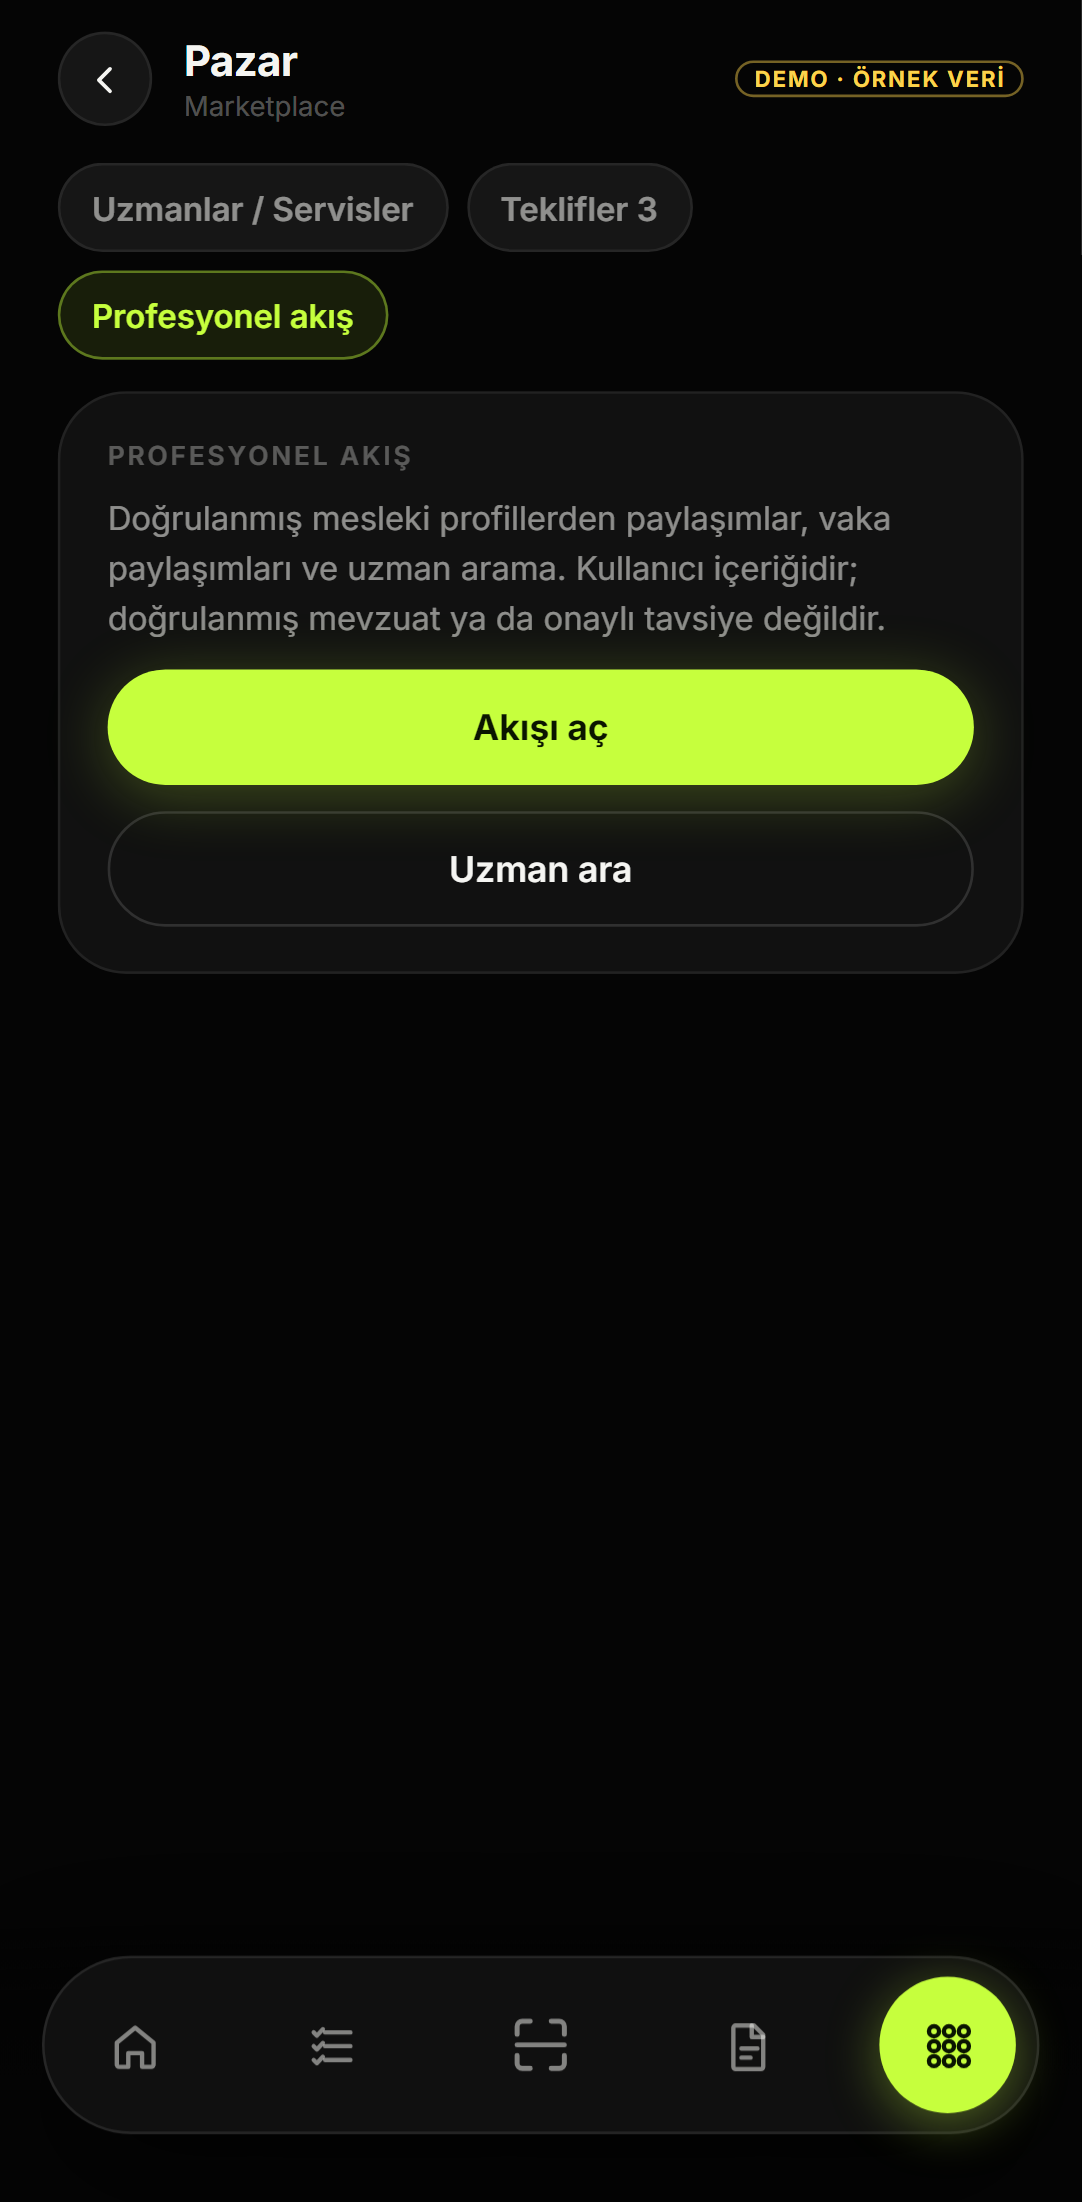 Pazar
Marketplace
DEMO · ÖRNEK VERİ
Uzmanlar / Servisler
Teklifler 3
Profesyonel akış
PROFESYONEL AKIŞ
Doğrulanmış mesleki profillerden paylaşımlar, vaka
paylaşımları ve uzman arama. Kullanıcı içeriğidir;
doğrulanmış mevzuat ya da onaylı tavsiye değildir.
Akışı aç
Uzman ara